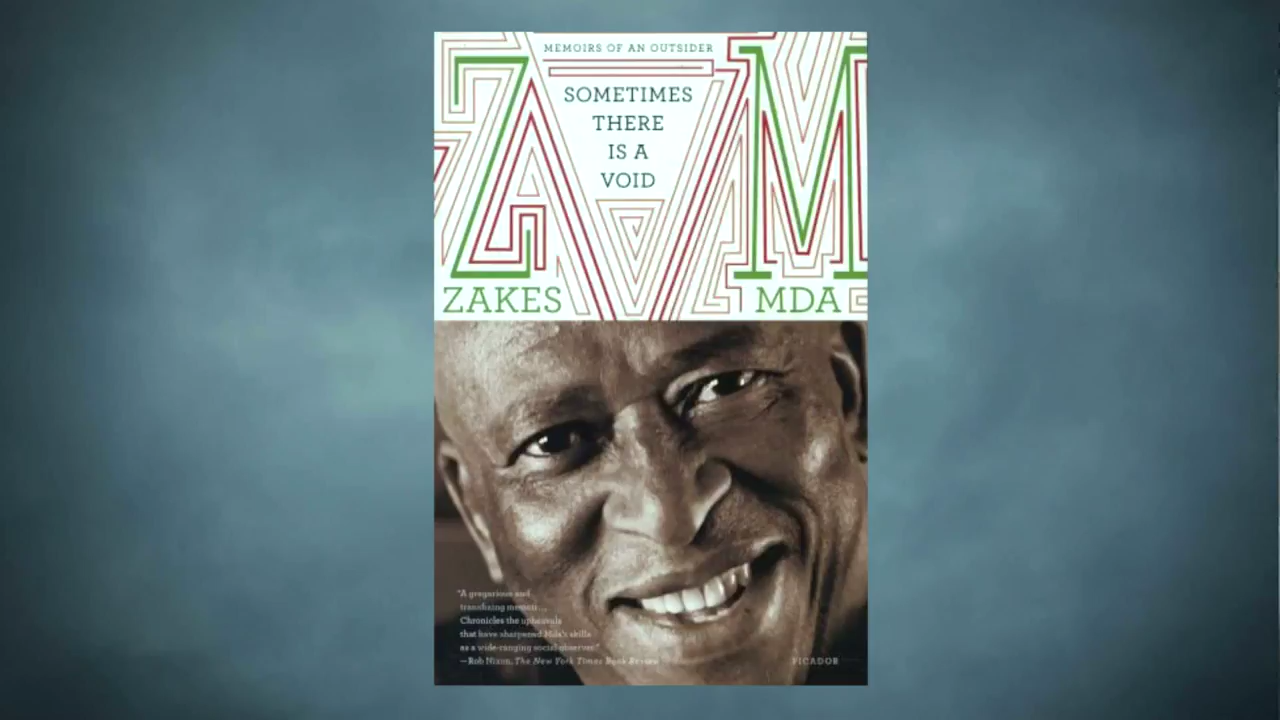 MEMOIRS OF AN OUTSIDER
SOMETIMES
THERE
IS A
VOID
Z M
ZAKES MDA
"A gregarious and
transfixing memoir...
Chronicles the upheavals
that have sharpened Mda's skills
as a wide-ranging social observer."
—Rob Nixon, The New York Times Book Review
PICADOR